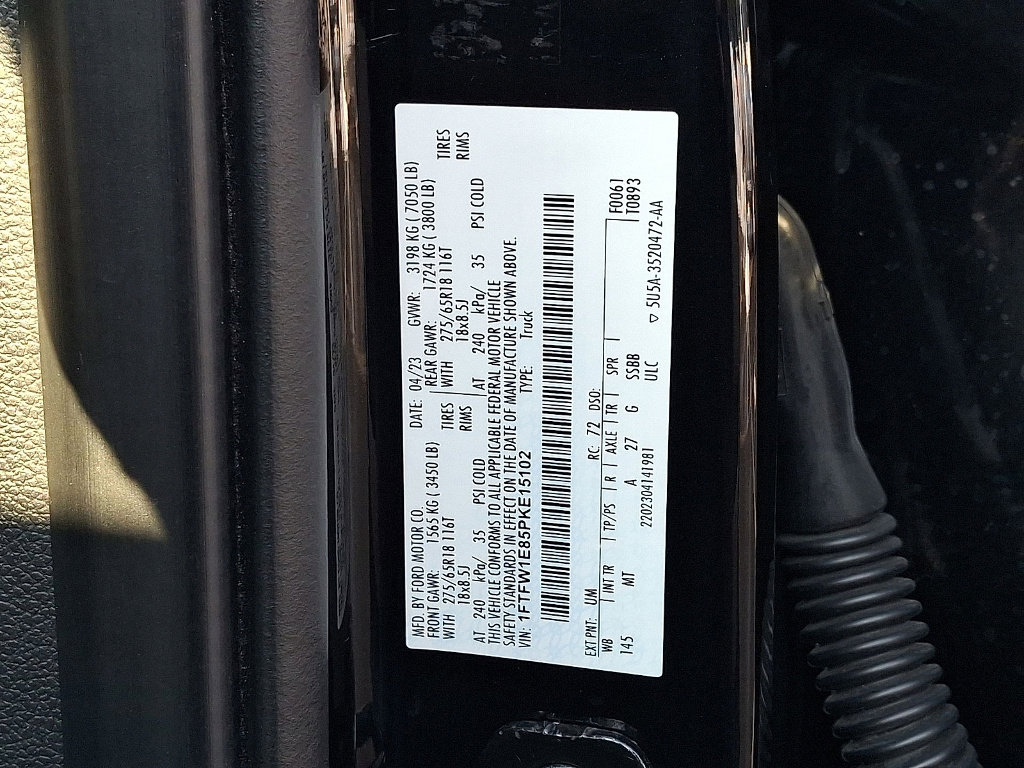 MFD. BY FORD MOTOR CO. DATE: 04/23 GVWR: 3198 KG ( 7050 LB)
FRONT GAWR: 1565 KG ( 3450 LB) REAR GAWR: 1724 KG ( 3800 LB)
WITH 275/65R18 116T TIRES WITH 275/65R18 116T TIRES
18x8.5J RIMS 18x8.5J RIMS
AT 240 kPa/ 35 PSI COLD AT 240 kPa/ 35 PSI COLD
THIS VEHICLE CONFORMS TO ALL APPLICABLE FEDERAL MOTOR VEHICLE
SAFETY STANDARDS IN EFFECT ON THE DATE OF MANUFACTURE SHOWN ABOVE.
VIN: 1FTFW1E85PKE15102 TYPE: Truck
EXT PNT: UM RC: 72 DSO: F0061
WB INT TR TP/PS R AXLE TR SPR T0893
145 MT A 27 G SSBB
ULC
2202304141981 ▽ 5U5A-3520472-AA